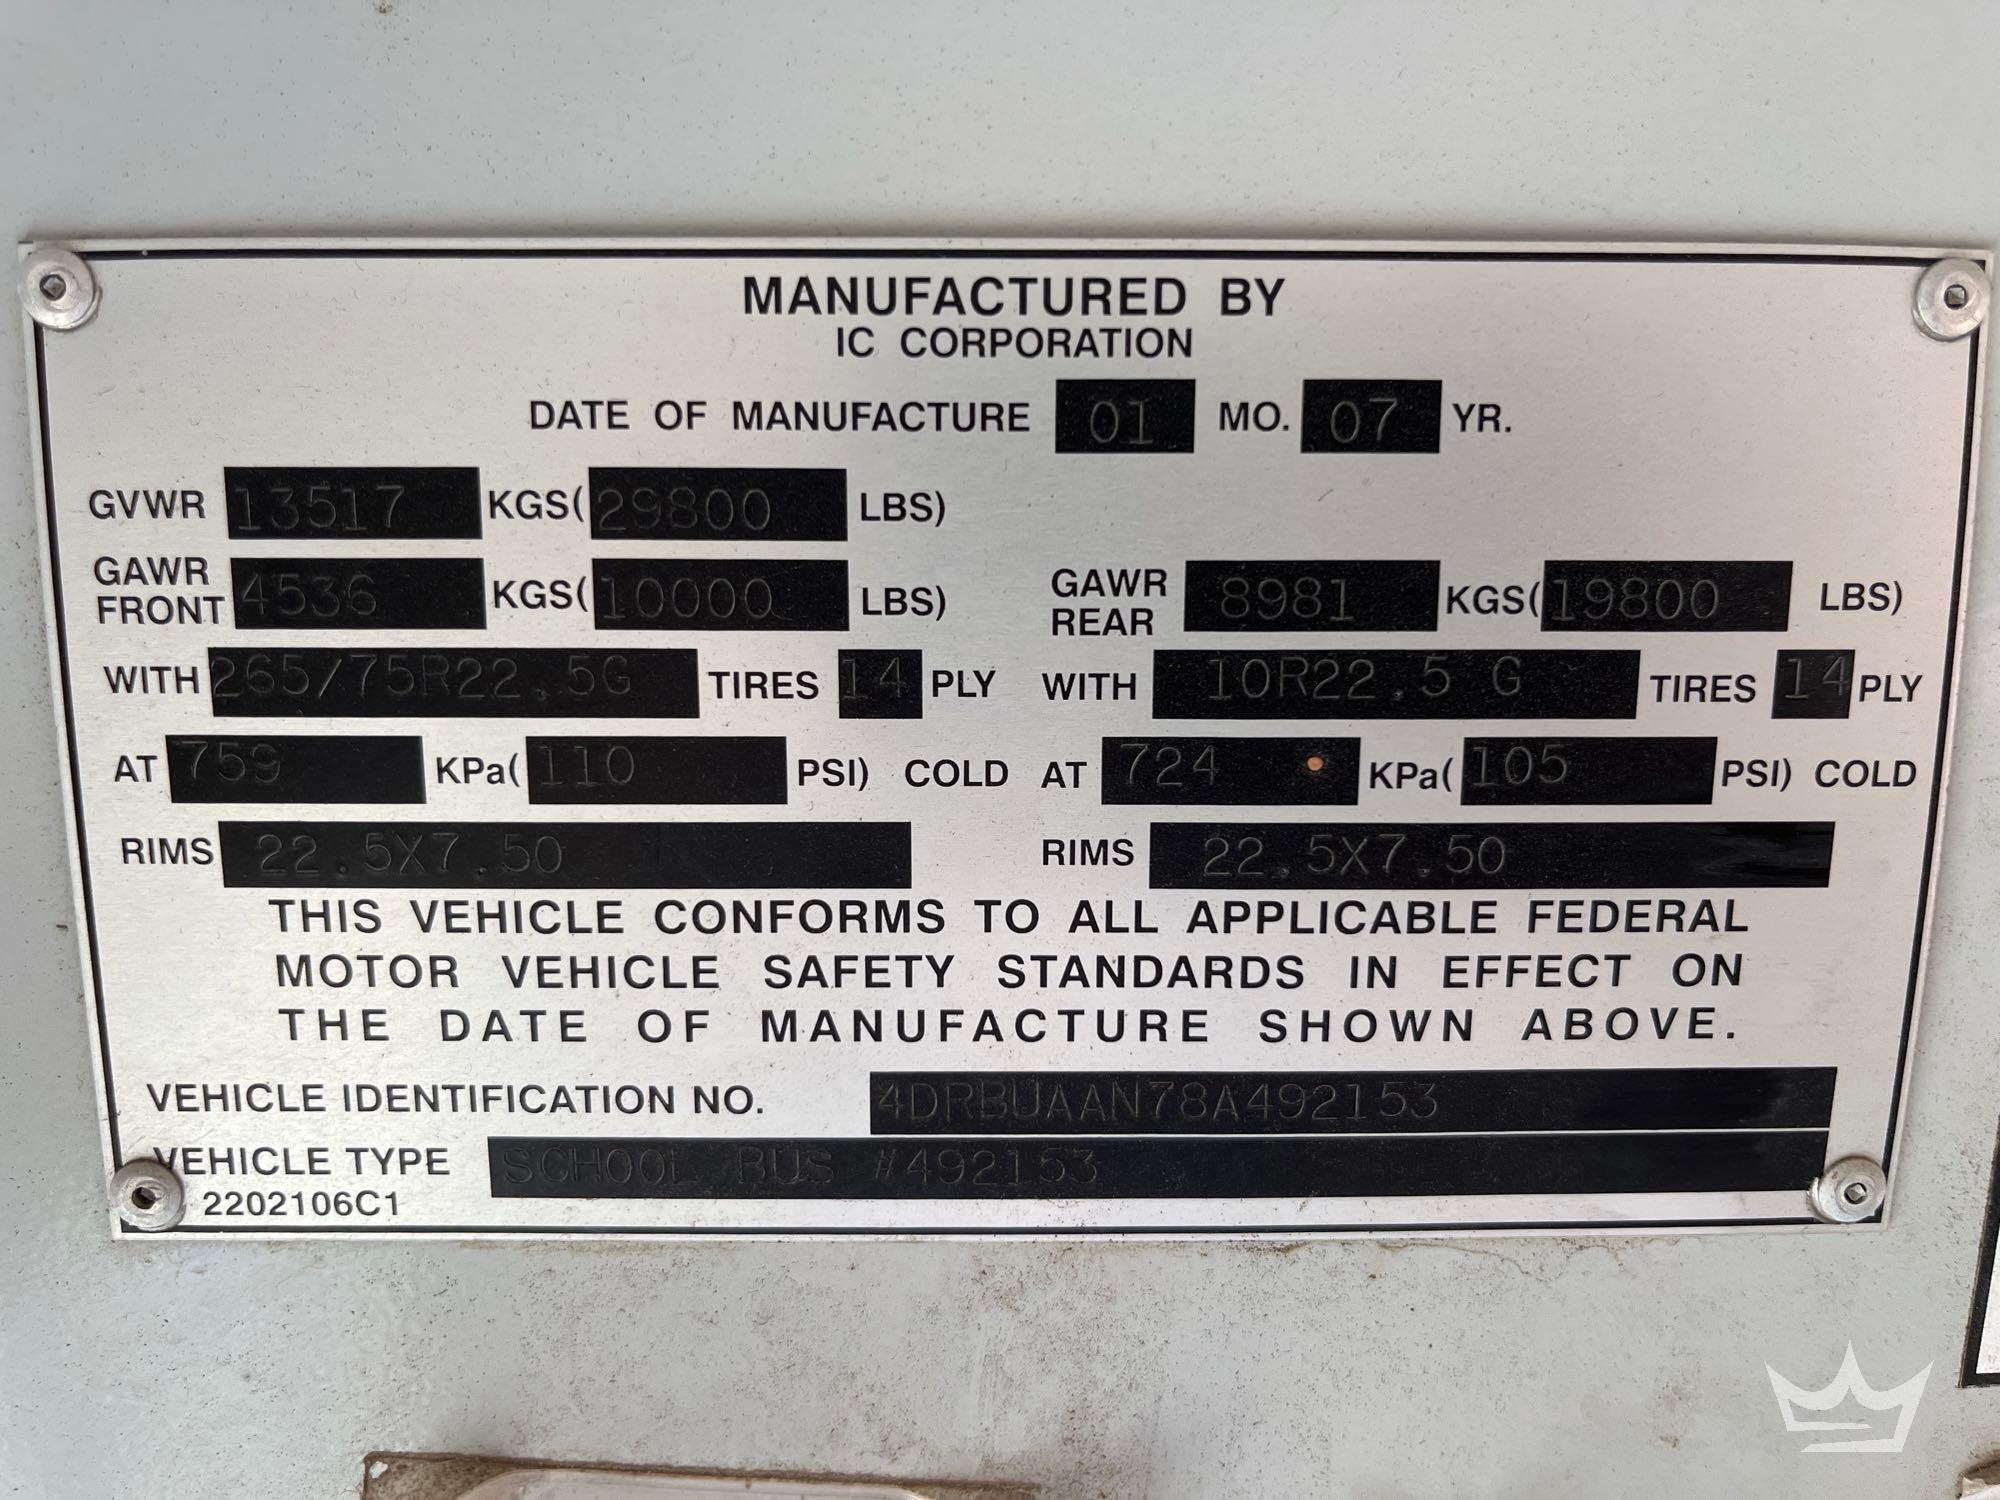 MANUFACTURED BY
IC CORPORATION
DATE OF MANUFACTURE 01 MO. 07 YR.
GVWR 13517 KGS( 29800 LBS)
GAWR FRONT 4536 KGS( 10000 LBS) GAWR REAR 8981 KGS( 19800 LBS)
WITH 265/75R22.5G TIRES 14 PLY WITH 10R22.5 G TIRES 14 PLY
AT 759 KPa( 110 PSI) COLD AT 724 KPa( 105 PSI) COLD
RIMS 22.5X7.50 RIMS 22.5X7.50
THIS VEHICLE CONFORMS TO ALL APPLICABLE FEDERAL
MOTOR VEHICLE SAFETY STANDARDS IN EFFECT ON
THE DATE OF MANUFACTURE SHOWN ABOVE.
VEHICLE IDENTIFICATION NO. 4DRBUAAN78A492153
VEHICLE TYPE SCHOOL BUS #492153
2202106C1